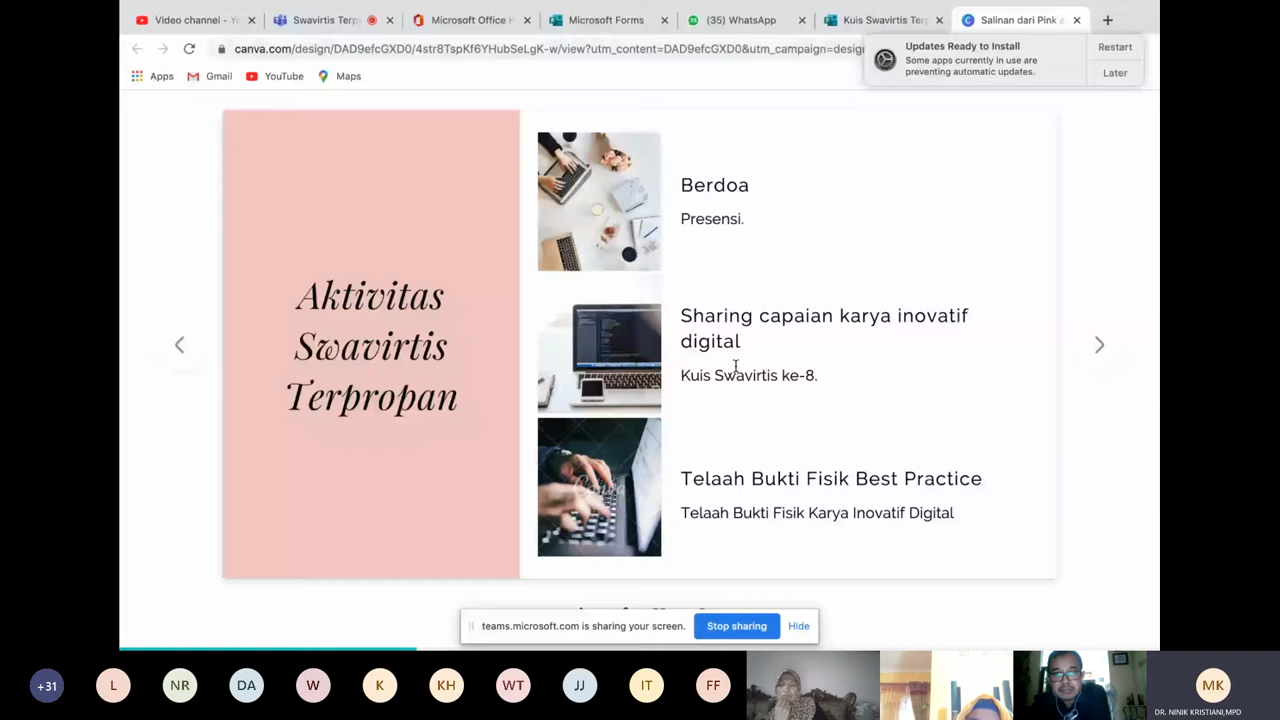 Video channel - Y
Swavirtis Terp
Microsoft Office H
Microsoft Forms
(35) WhatsApp
Kuis Swavirtis Ter
Salinan dari Pink a
canva.com/design/DAD9efcGXD0/4str8TspKf6YHubSeLgK-w/view?utm_content=DAD9efcGXD0&utm_campaign=desig
Updates Ready to Install
Some apps currently in use are
preventing automatic updates.
Restart
Later
Apps
Gmail
YouTube
Maps
Aktivitas
Swavirtis
Terpropan
Berdoa
Presensi.
Sharing capaian karya inovatif
digital
Kuis Swavirtis ke-8.
Telaah Bukti Fisik Best Practice
Telaah Bukti Fisik Karya Inovatif Digital
teams.microsoft.com is sharing your screen.
Stop sharing
Hide
+31
L
NR
DA
W
K
KH
WT
JJ
IT
FF
MK
DR. NINIK KRISTIANI,MPD